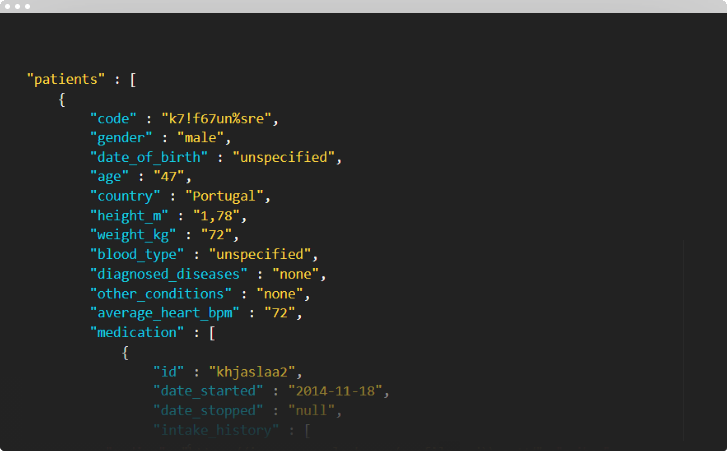 "patients" : [
{
"code" : "k7!f67un%sre",
"gender" : "male",
"date_of_birth" : "unspecified",
"age" : "47",
"country" : "Portugal",
"height_m" : "1,78",
"weight_kg" : "72",
"blood_type" : "unspecified",
"diagnosed_diseases" : "none",
"other_conditions" : "none",
"average_heart_bpm" : "72",
"medication" : [
{
"id" : "khjaslaa2",
"date_started" : "2014-11-18",
"date_stopped" : "null",
"intake_history" : [